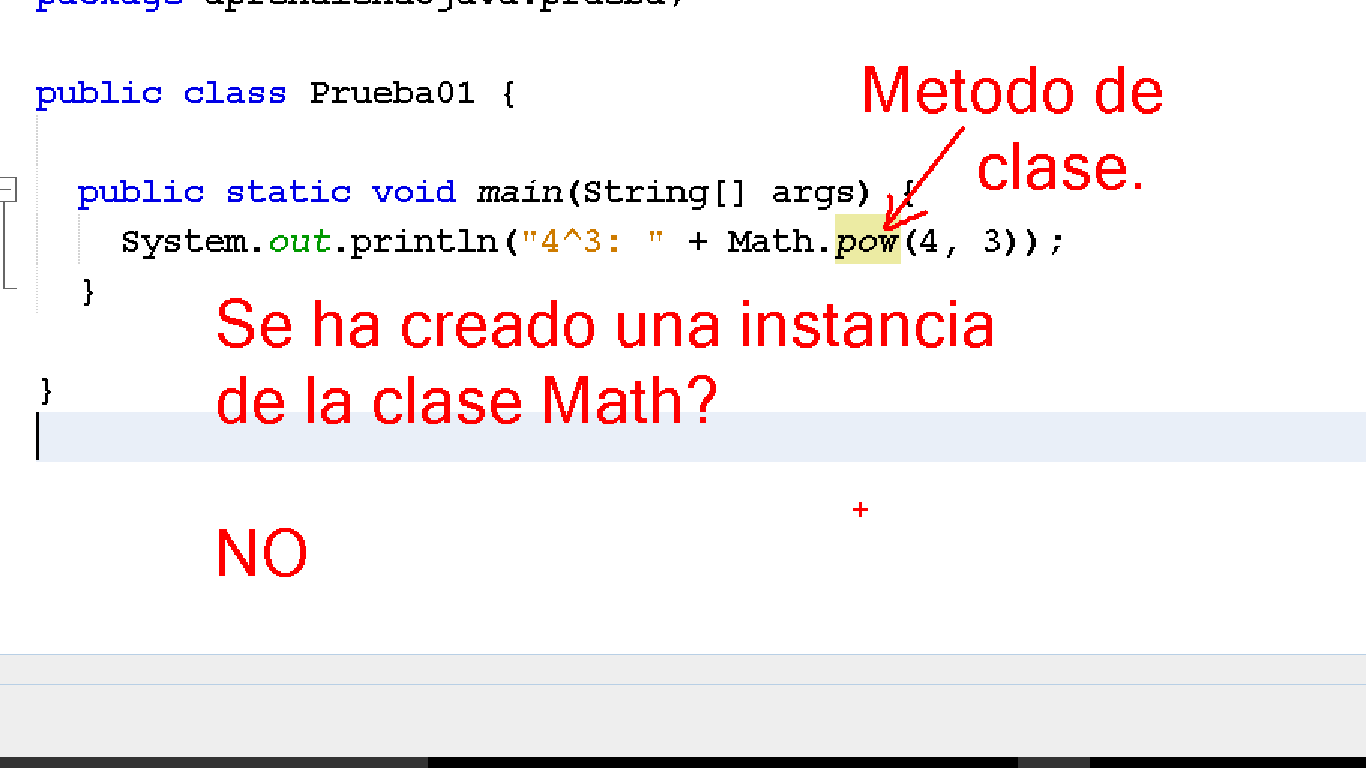 package
public class Prueba01 {
Metodo de
clase.
public static void main(String[] args) {
System.out.println("4^3: " + Math.pow(4, 3));
}
Se ha creado una instancia
de la clase Math?
}
NO